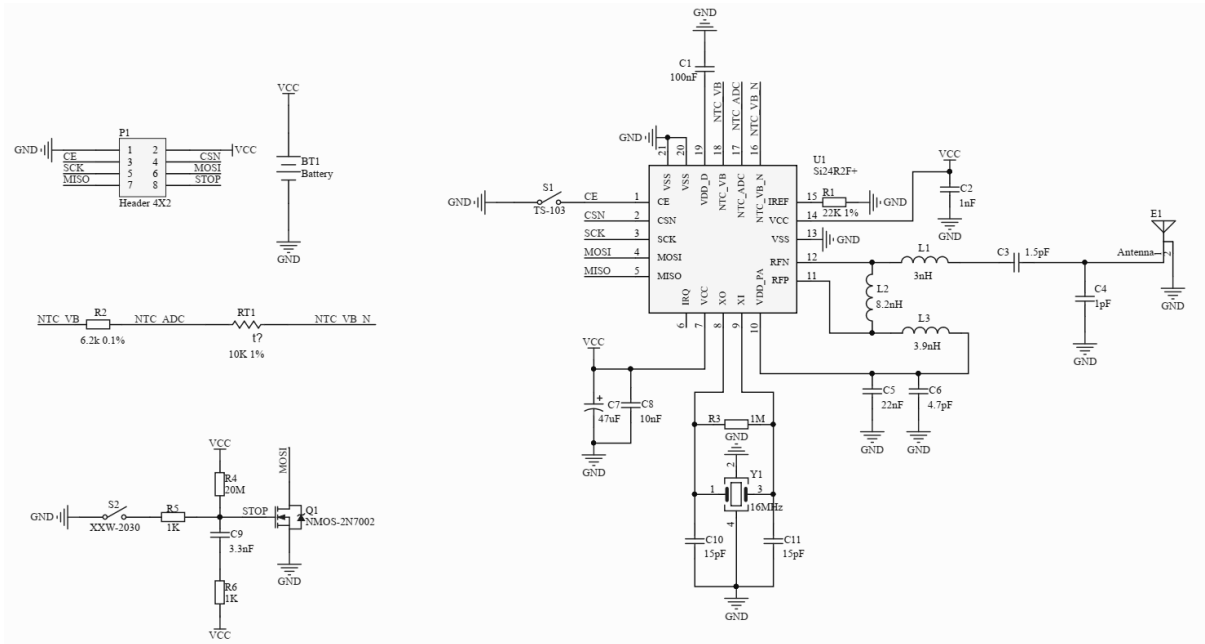 GND
C1
100nF
NTC_VB
NTC_ADC
NTC_VB_N
VCC
P1
GND
1 2
VCC
CE
3 4
CSN
SCK
5 6
MOSI
MISO
7 8
STOP
Header 4X2
BT1
Battery
GND
GND
21
20
19
18
17
16
VSS
VSS
VDD_D
NTC_VB
NTC_ADC
NTC_VB_N
U1
Si24R2F+
GND
S1
TS-103
1
CE
CSN
2
CSN
SCK
3
SCK
MOSI
4
MOSI
MISO
5
MISO
IREF
15
R1
22K 1%
GND
VCC
14
VSS
13
GND
RFN
12
RFP
11
IRQ
VCC
XO
XI
VDD_PA
6
7
8
9
10
VCC
C2
1nF
GND
L1
3nH
L2
8.2nH
L3
3.9nH
C3
1.5pF
C4
1pF
GND
E1
Antenna
1
2
GND
C5
22nF
GND
C6
4.7pF
GND
NTC_VB
R2
6.2k 0.1%
NTC_ADC
RT1
t?
10K 1%
NTC_VB_N
VCC
C7
47uF
C8
10nF
GND
R3
1M
GND
2
Y1
1
3
16MHz
4
C10
15pF
C11
15pF
GND
VCC
MOSI
R4
20M
GND
S2
XXW-2030
R5
1K
STOP
Q1
NMOS-2N7002
C9
3.3nF
GND
R6
1K
VCC